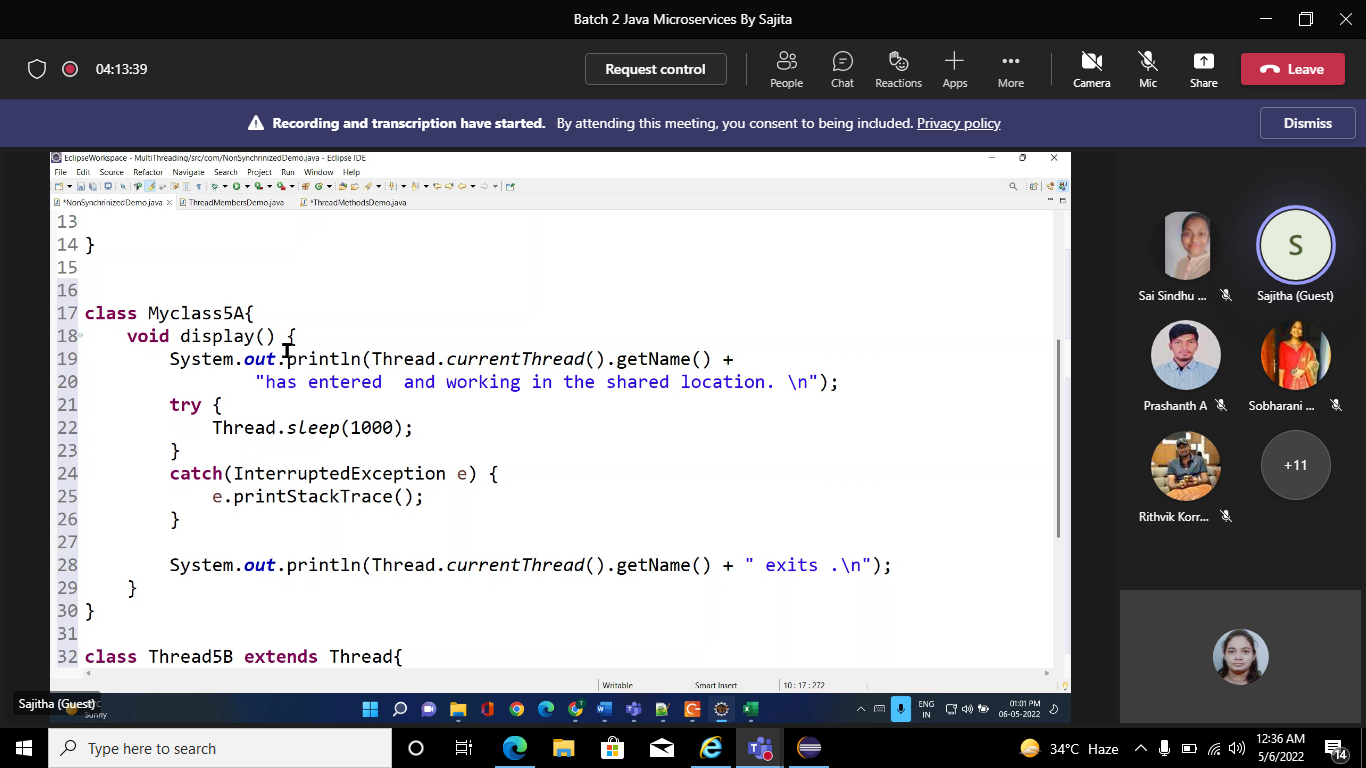 Batch 2 Java Microservices By Sajita
04:13:39
Request control
People
Chat
Reactions
Apps
More
Camera
Mic
Share
Leave
Recording and transcription have started. By attending this meeting, you consent to being included. Privacy policy
Dismiss
EclipseWorkspace - MultiThreading/src/com/NonSynchrinizedDemo.java - Eclipse IDE
File Edit Source Refactor Navigate Search Project Run Window Help
*NonSynchrinizedDemo.java ThreadMembersDemo.java *ThreadMethodsDemo.java
13
14 }
15
16
17 class Myclass5A{
18 void display() {
19 System.out.println(Thread.currentThread().getName() +
20 "has entered  and working in the shared location. \n");
21 try {
22 Thread.sleep(1000);
23 }
24 catch(InterruptedException e) {
25 e.printStackTrace();
26 }
27
28 System.out.println(Thread.currentThread().getName() + " exits .\n");
29 }
30 }
31
32 class Thread5B extends Thread{
Writable
Smart Insert
10 : 17 : 272
Sai Sindhu ...
Sajitha (Guest)
S
Prashanth A
Sobharani ...
Rithvik Korr...
+11
Sajitha (Guest)
Sunny
ENG
IN
01:01 PM
06-05-2022
Type here to search
34°C Haze
12:36 AM
5/6/2022
14